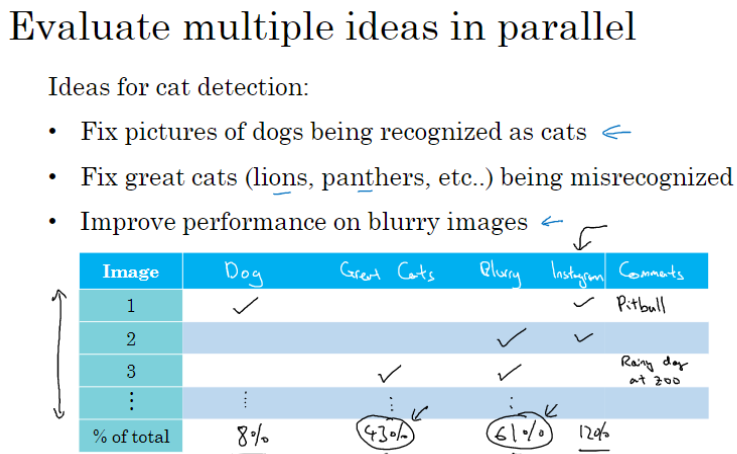 Evaluate multiple ideas in parallel
Ideas for cat detection:
• Fix pictures of dogs being recognized as cats
• Fix great cats (lions, panthers, etc..) being misrecognized
• Improve performance on blurry images
Image Dog Great Cats Blurry Instagram Comments
1 ✓ ✓ Pitbull
2 ✓ ✓
3 ✓ ✓ Rainy day
at zoo
⋮ ⋮ ⋮ ⋮
% of total 8% 43% 61% 12%